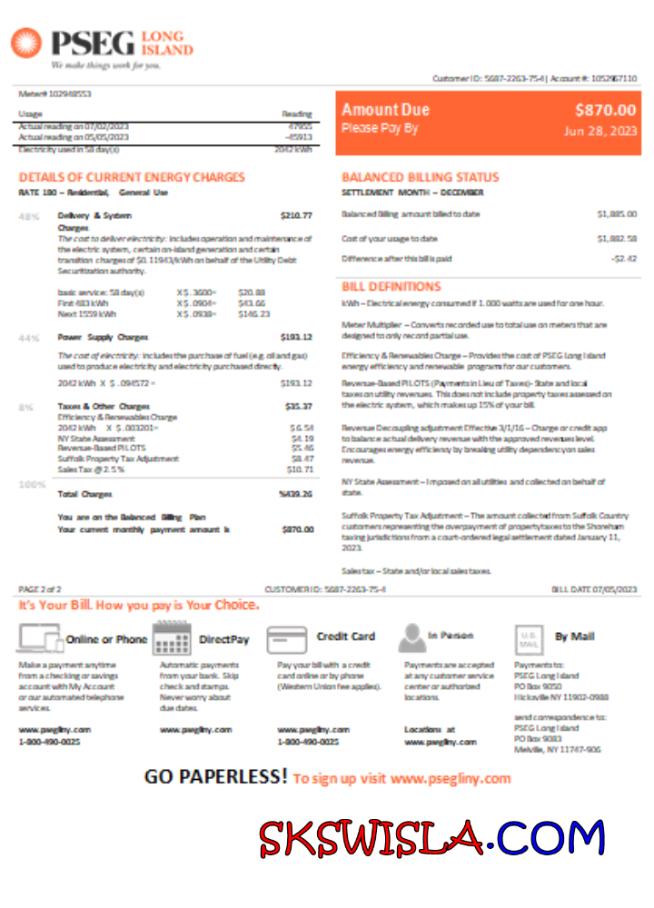 PSEG LONG ISLAND
We make things work for you.
Customer ID: 5687-2263-75-4 | Account #: 1052967110
Meter# 102948553
Usage Reading
Actual reading on 07/02/2023 47955
Actual reading on 05/05/2023 -45913
Electricity used in 58 day(s) 2042 kWh
Amount Due $870.00
Please Pay By Jun 28, 2023
DETAILS OF CURRENT ENERGY CHARGES
RATE 180 – Residential, General Use
48% Delivery & System $210.77
Charges
The cost to deliver electricity: includes operation and maintenance of
the electric system, certain on-island generation and certain
transition charges of $0.11943/kWh on behalf of the Utility Debt
Securitization authority.
basic service: 58 day(s) X $ .3600= $20.88
First 483 kWh X $ .0904= $43.66
Next 1559 kWh X $ .0938= $146.23
44% Power Supply Charges $193.12
The cost of electricity: includes the purchase of fuel (e.g. oil and gas)
used to produce electricity and electricity purchased directly.
2042 kWh X $ .094572 = $193.12
8% Taxes & Other Charges $35.37
Efficiency & Renewables Charge
2042 kWh X $ .003201= $6.54
NY State Assessment $4.19
Revenue-Based PILOTS $5.46
Suffolk Property Tax Adjustment $8.47
Sales Tax @ 2.5 % $10.71
100%
Total Charges %439.26
You are on the Balanced Billing Plan
Your current monthly payment amount is $870.00
BALANCED BILLING STATUS
SETTLEMENT MONTH – DECEMBER
Balanced Billing amount billed to date $1,885.00
Cost of your usage to date $1,882.58
Difference after this bill is paid -$2.42
BILL DEFINITIONS
kWh – Electrical energy consumed if 1.000 watts are used for one hour.
Meter Multiplier – Converts recorded use to total use on meters that are
designed to only record partial use.
Efficiency & Renewables Charge – Provides the cost of PSEG Long Island
energy efficiency and renewable programs for our customers.
Revenue-Based PILOTS (Payments in Lieu of Taxes)- State and local
taxes on utility revenues. This does not include property taxes assessed on
the electric system, which makes up 15% of your bill.
Revenue Decoupling adjustment Effective 3/1/16 – Charge or credit app
to balance actual delivery revenue with the approved revenues level.
Encourages energy efficiency by breaking utility dependency on sales
revenue.
NY State Assessment – Imposed on all utilities and collected on behalf of
state.
Suffolk Property Tax Adjustment – The amount collected from Suffolk Country
customers representing the overpayment of property taxes to the Shoreham
taxing jurisdictions from a court-ordered legal settlement dated January 11,
2023.
Sales tax – State and/or local sales taxes.
PAGE 2 of 2 CUSTOMER ID: 5687-2263-75-4 BILL DATE 07/05/2023
It's Your Bill. How you pay is Your Choice.
Online or Phone
Make a payment anytime
from a checking or savings
account with My Account
or our automated telephone
services.
www.psegliny.com
1-800-490-0025
DirectPay
Automatic payments
from your bank. Skip
check and stamps.
Never worry about
due dates.
Credit Card
Pay your bill with a credit
card online or by phone
(Western Union fee applies).
www.psegliny.com
1-800-490-0025
In Person
Payments are accepted
at any customer service
center or authorized
locations.
Locations at
www.psegliny.com
U.S. MAIL
By Mail
Payments to:
PSEG Long Island
PO Box 9050
Hicksville NY 11902-0988
send correspondence to:
PSEG Long Island
PO Box 9083
Melville, NY 11747-906
GO PAPERLESS! To sign up visit www.psegliny.com
SKSWISLA.COM